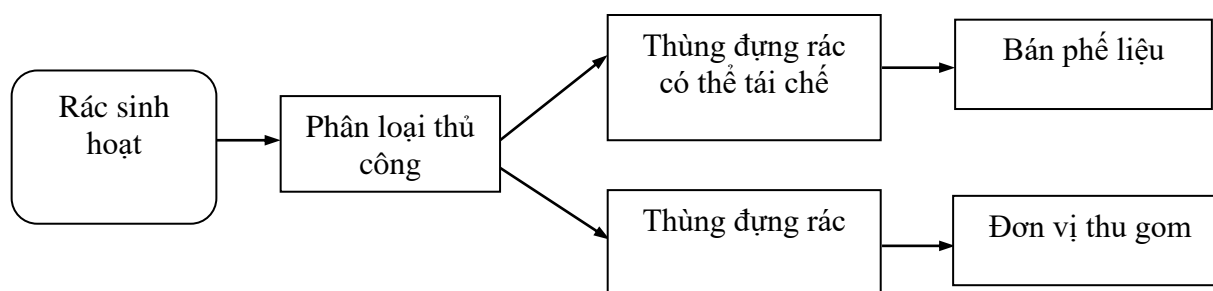 Rác sinh
hoạt
Phân loại thủ
công
Thùng đựng rác
có thể tái chế
Bán phế liệu
Thùng đựng rác
Đơn vị thu gom